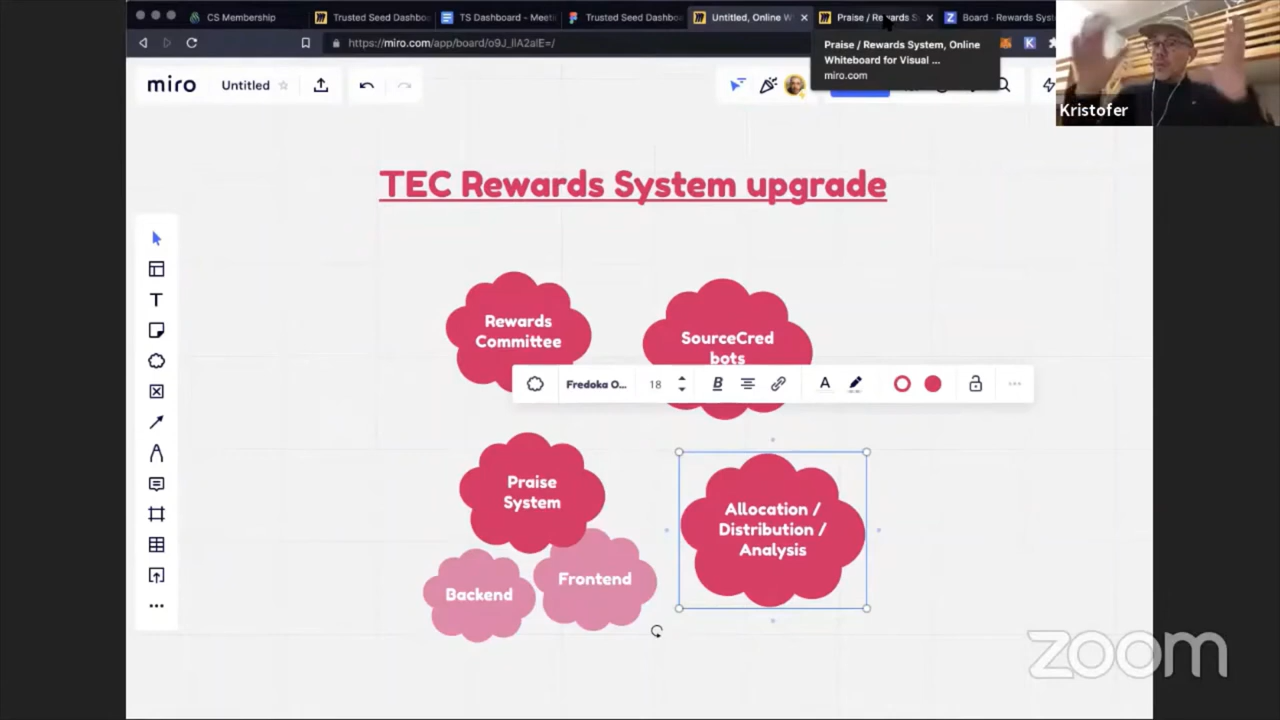 CS Membership
Trusted Seed Dashbo
TS Dashboard - Meeti
Trusted Seed Dashbo
Untitled, Online W
Praise / Rewards S
Board - Rewards Sys
https://miro.com/app/board/o9J_lIA2alE=/
Praise / Rewards System, Online
Whiteboard for Visual ...
miro.com
miro
Untitled
Kristofer
TEC Rewards System upgrade
Rewards
Committee
SourceCred
bots
Fredoka O...
18
B
A
Praise
System
Allocation /
Distribution /
Analysis
Backend
Frontend
zoom